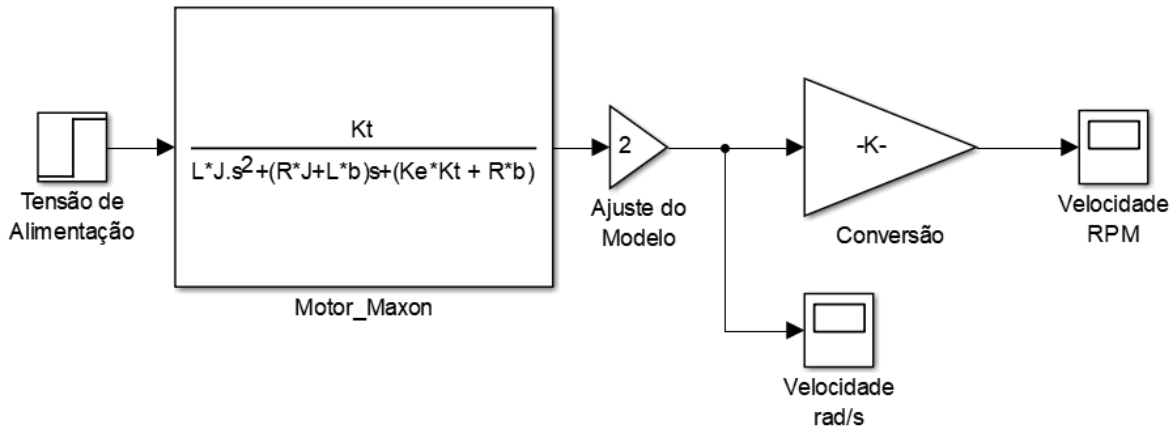 Tensão de
Alimentação
Kt
L*J.s²+(R*J+L*b)s+(Ke*Kt + R*b)
Motor_Maxon
2
Ajuste do
Modelo
-K-
Conversão
Velocidade
RPM
Velocidade
rad/s